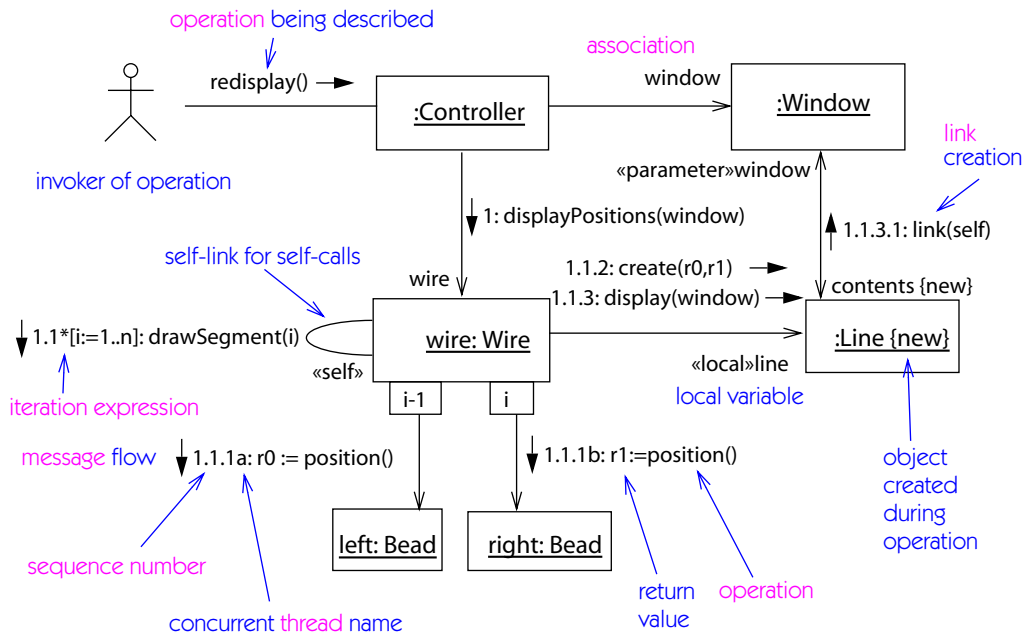 operation being described
association
redisplay()
window
:Controller
:Window
link
creation
invoker of operation
«parameter»window
1: displayPositions(window)
1.1.3.1: link(self)
self-link for self-calls
1.1.2: create(r0,r1)
wire
1.1.3: display(window)
contents {new}
1.1*[i:=1..n]: drawSegment(i)
wire: Wire
:Line {new}
«self»
«local»line
iteration expression
i-1
i
local variable
message flow
1.1.1a: r0 := position()
1.1.1b: r1:=position()
object
created
during
operation
left: Bead
right: Bead
sequence number
return
value
operation
concurrent thread name